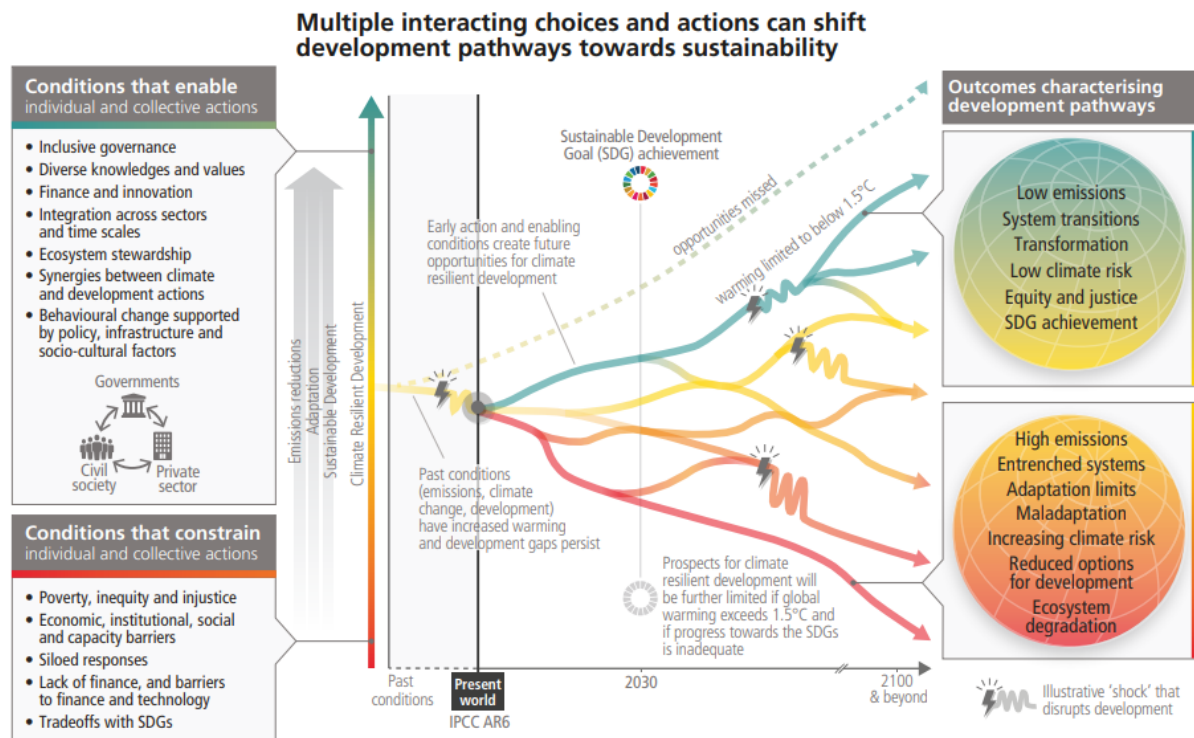 Multiple interacting choices and actions can shift
development pathways towards sustainability
Conditions that enable
individual and collective actions
• Inclusive governance
• Diverse knowledges and values
• Finance and innovation
• Integration across sectors
and time scales
• Ecosystem stewardship
• Synergies between climate
and development actions
• Behavioural change supported
by policy, infrastructure and
socio-cultural factors
Governments
Civil
society
Private
sector
Conditions that constrain
individual and collective actions
• Poverty, inequity and injustice
• Economic, institutional, social
and capacity barriers
• Siloed responses
• Lack of finance, and barriers
to finance and technology
• Tradeoffs with SDGs
Emissions reductions
Adaptation
Sustainable Development
Climate Resilient Development
Sustainable Development
Goal (SDG) achievement
Early action and enabling
conditions create future
opportunities for climate
resilient development
opportunities missed
warming limited to below 1.5°C
Past conditions
(emissions, climate
change, development)
have increased warming
and development gaps persist
Prospects for climate
resilient development will
be further limited if global
warming exceeds 1.5°C and
if progress towards the SDGs
is inadequate
Past
conditions
Present
world
IPCC AR6
2030
2100
& beyond
Outcomes characterising
development pathways
Low emissions
System transitions
Transformation
Low climate risk
Equity and justice
SDG achievement
High emissions
Entrenched systems
Adaptation limits
Maladaptation
Increasing climate risk
Reduced options
for development
Ecosystem
degradation
Illustrative 'shock' that
disrupts development